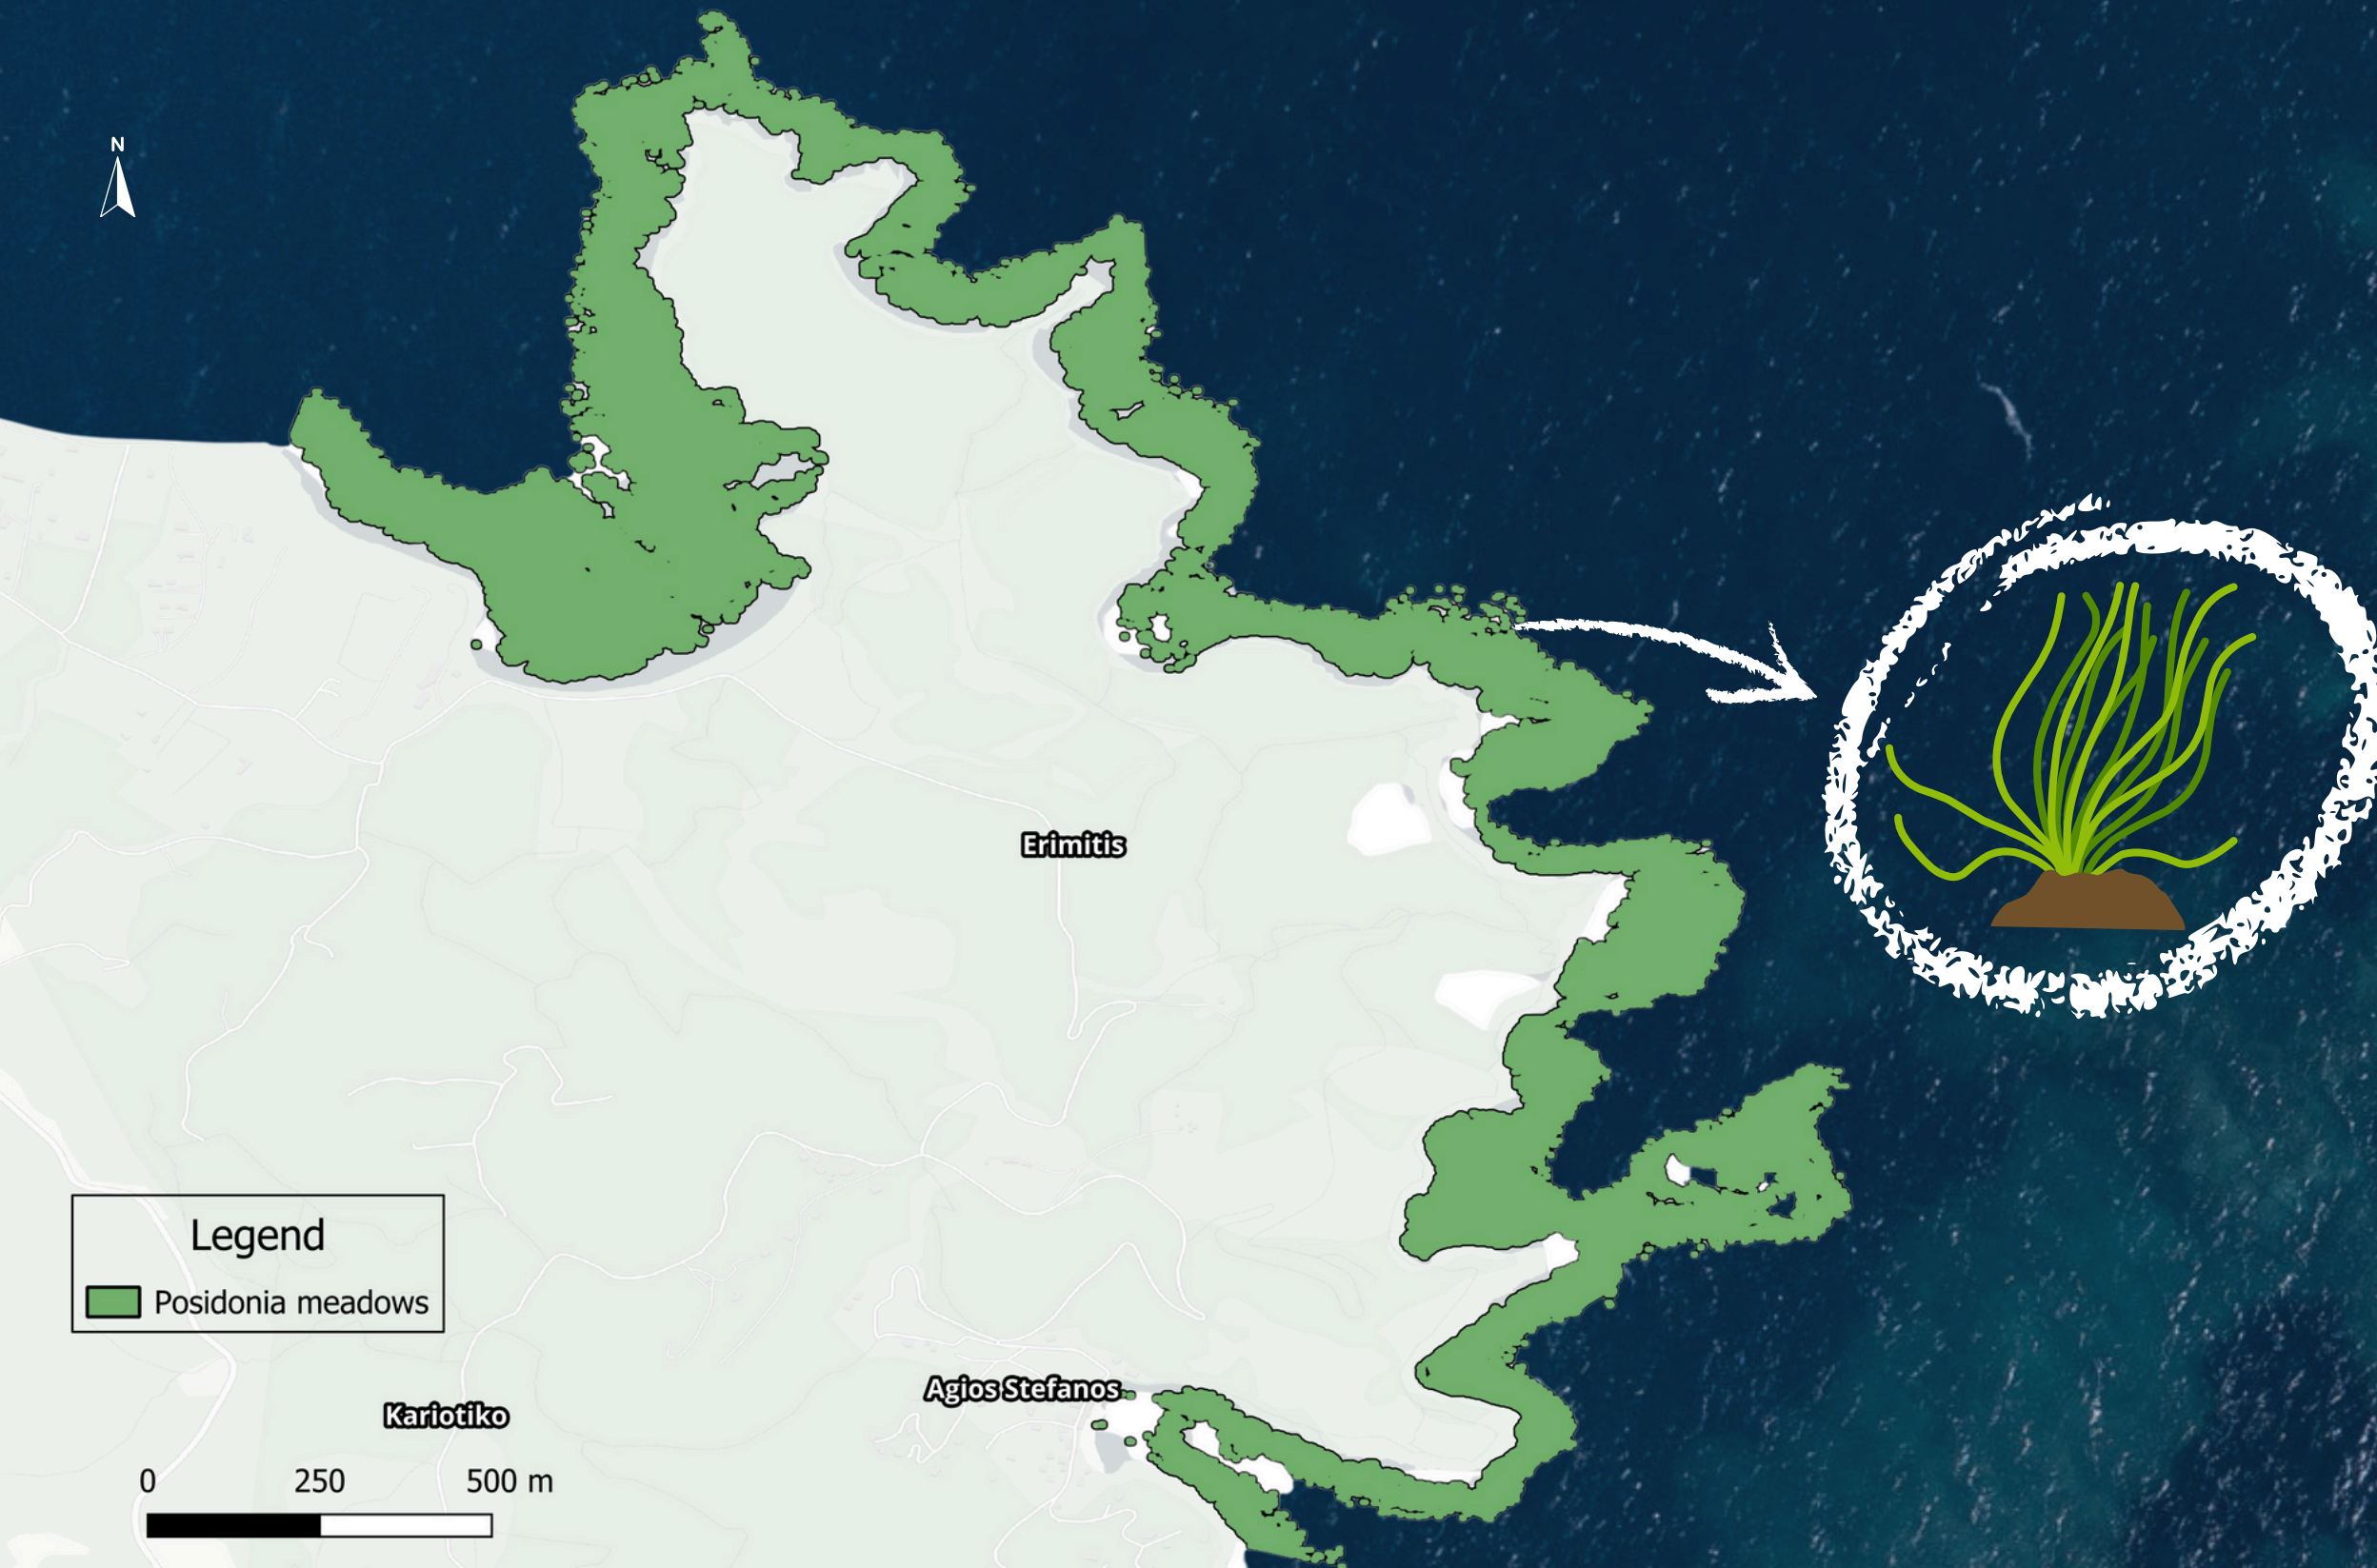 N
Erimitis
Legend
Posidonia meadows
Agios Stefanos
Kariotiko
0 250 500 m